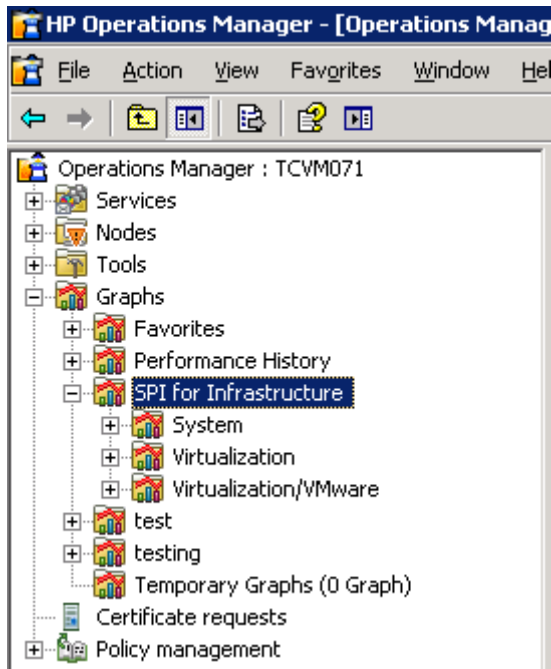 HP Operations Manager - [Operations Manag
File Action View Favorites Window Hel
Operations Manager : TCVM071
Services
Nodes
Tools
Graphs
Favorites
Performance History
SPI for Infrastructure
System
Virtualization
Virtualization/VMware
test
testing
Temporary Graphs (0 Graph)
Certificate requests
Policy management